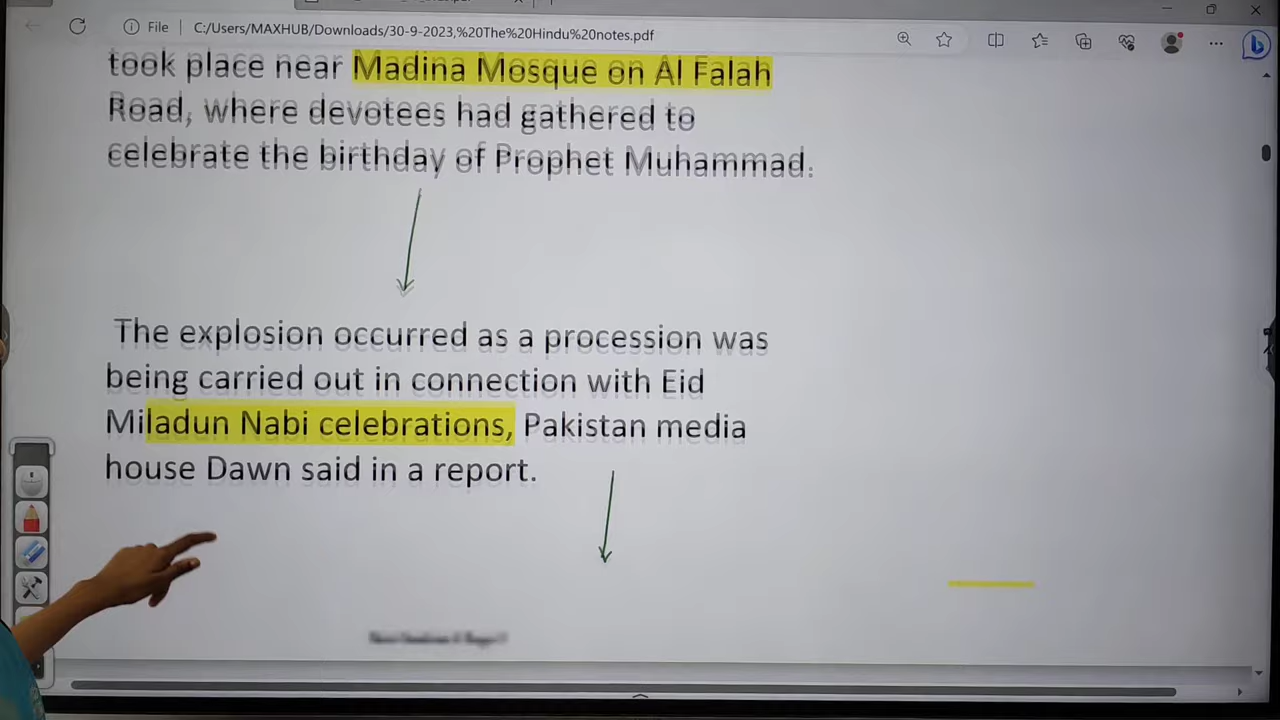 File C:/Users/MAXHUB/Downloads/30-9-2023,%20The%20Hindu%20notes.pdf
took place near Madina Mosque on Al Falah
Road, where devotees had gathered to
celebrate the birthday of Prophet Muhammad.
The explosion occurred as a procession was
being carried out in connection with Eid
Miladun Nabi celebrations, Pakistan media
house Dawn said in a report.